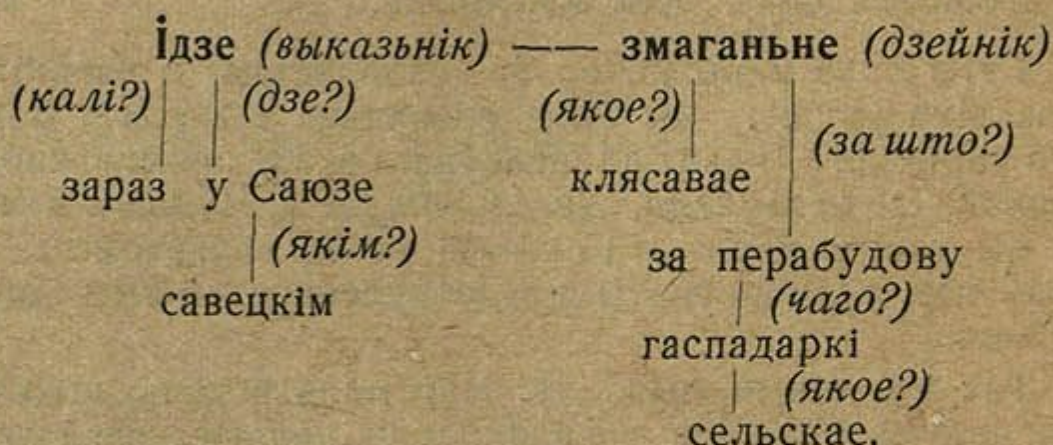 Ідзе (выказьнік) —— змаганьне (дзейнік)
(калі?) (дзе?) (якое?)
(за што?)
зараз у Саюзе клясавае
(якім?) за перабудову
савецкім (чаго?)
гаспадаркі
(якое?)
сельскае.